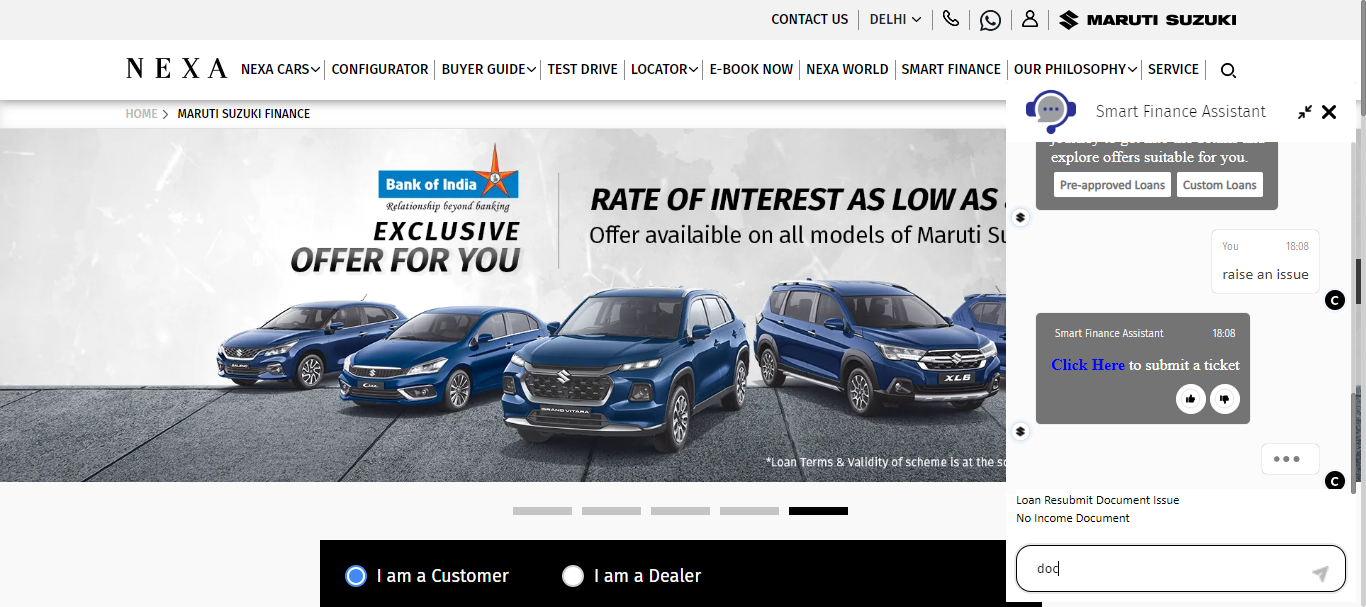 CONTACT US
DELHI
MARUTI SUZUKI
NEXA
NEXA CARS
CONFIGURATOR
BUYER GUIDE
TEST DRIVE
LOCATOR
E-BOOK NOW
NEXA WORLD
SMART FINANCE
OUR PHILOSOPHY
SERVICE
HOME > MARUTI SUZUKI FINANCE
Bank of India
Relationship beyond banking
EXCLUSIVE
OFFER FOR YOU
RATE OF INTEREST AS LOW AS
Offer availaible on all models of Maruti Su
BALENO
CIAZ
GRAND VITARA
XL6
*Loan Terms & Validity of scheme is at the so
I am a Customer
I am a Dealer
Smart Finance Assistant
explore offers suitable for you.
Pre-approved Loans
Custom Loans
You 18:08
raise an issue
C
Smart Finance Assistant 18:08
Click Here to submit a ticket
C
Loan Resubmit Document Issue
No Income Document
doc